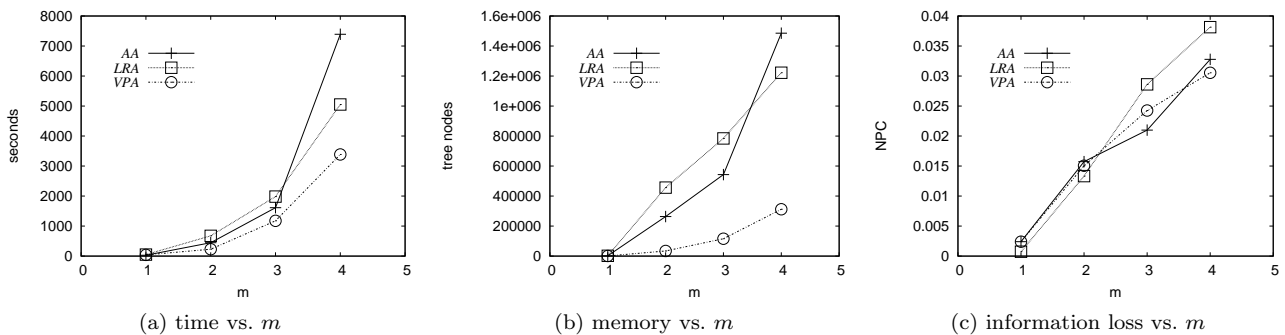 8000
7000
6000
5000
4000
3000
2000
1000
0
seconds
AA
LRA
VPA
0 1 2 3 4 5
m
(a) time vs. m
1.6e+006
1.4e+006
1.2e+006
1e+006
800000
600000
400000
200000
0
tree nodes
AA
LRA
VPA
0 1 2 3 4 5
m
(b) memory vs. m
0.04
0.035
0.03
0.025
0.02
0.015
0.01
0.005
0
NPC
AA
LRA
VPA
0 1 2 3 4 5
m
(c) information loss vs. m